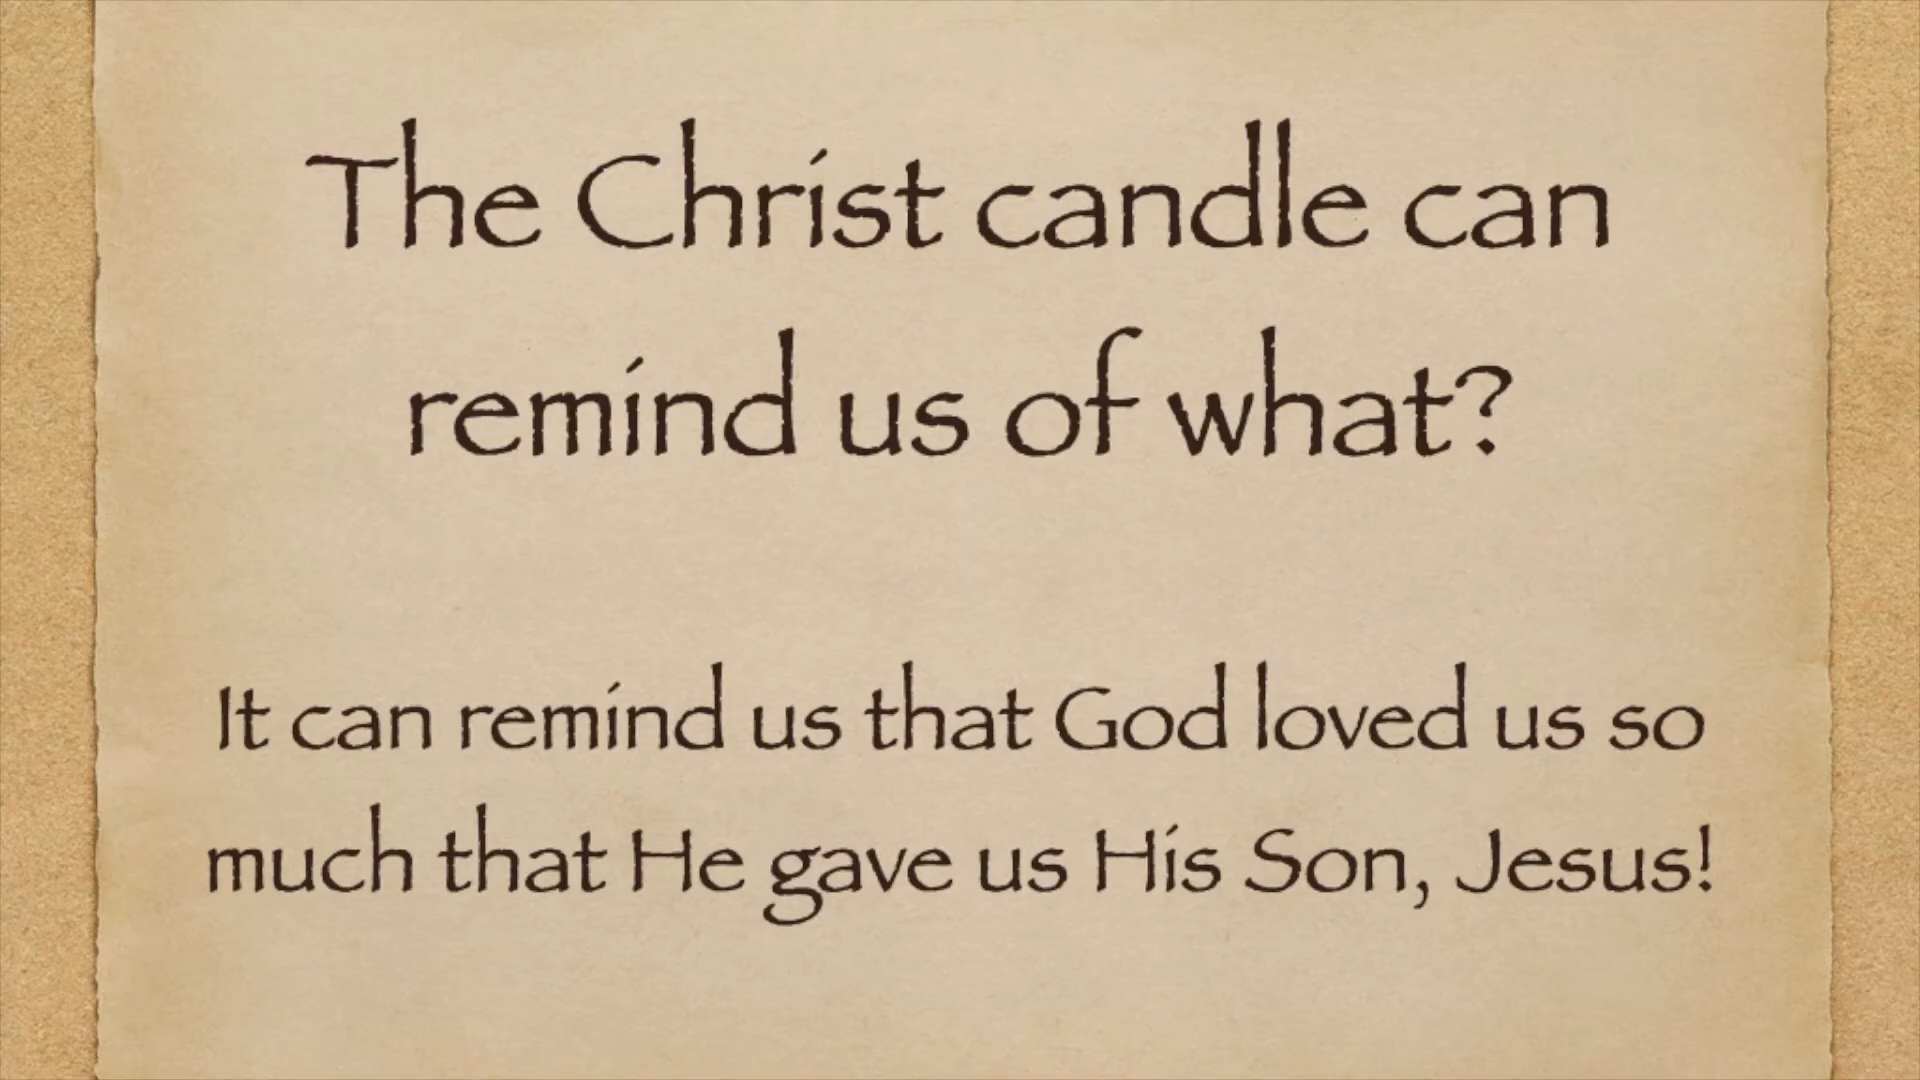 The Christ candle can
remind us of what?
It can remind us that God loved us so
much that He gave us His Son, Jesus!